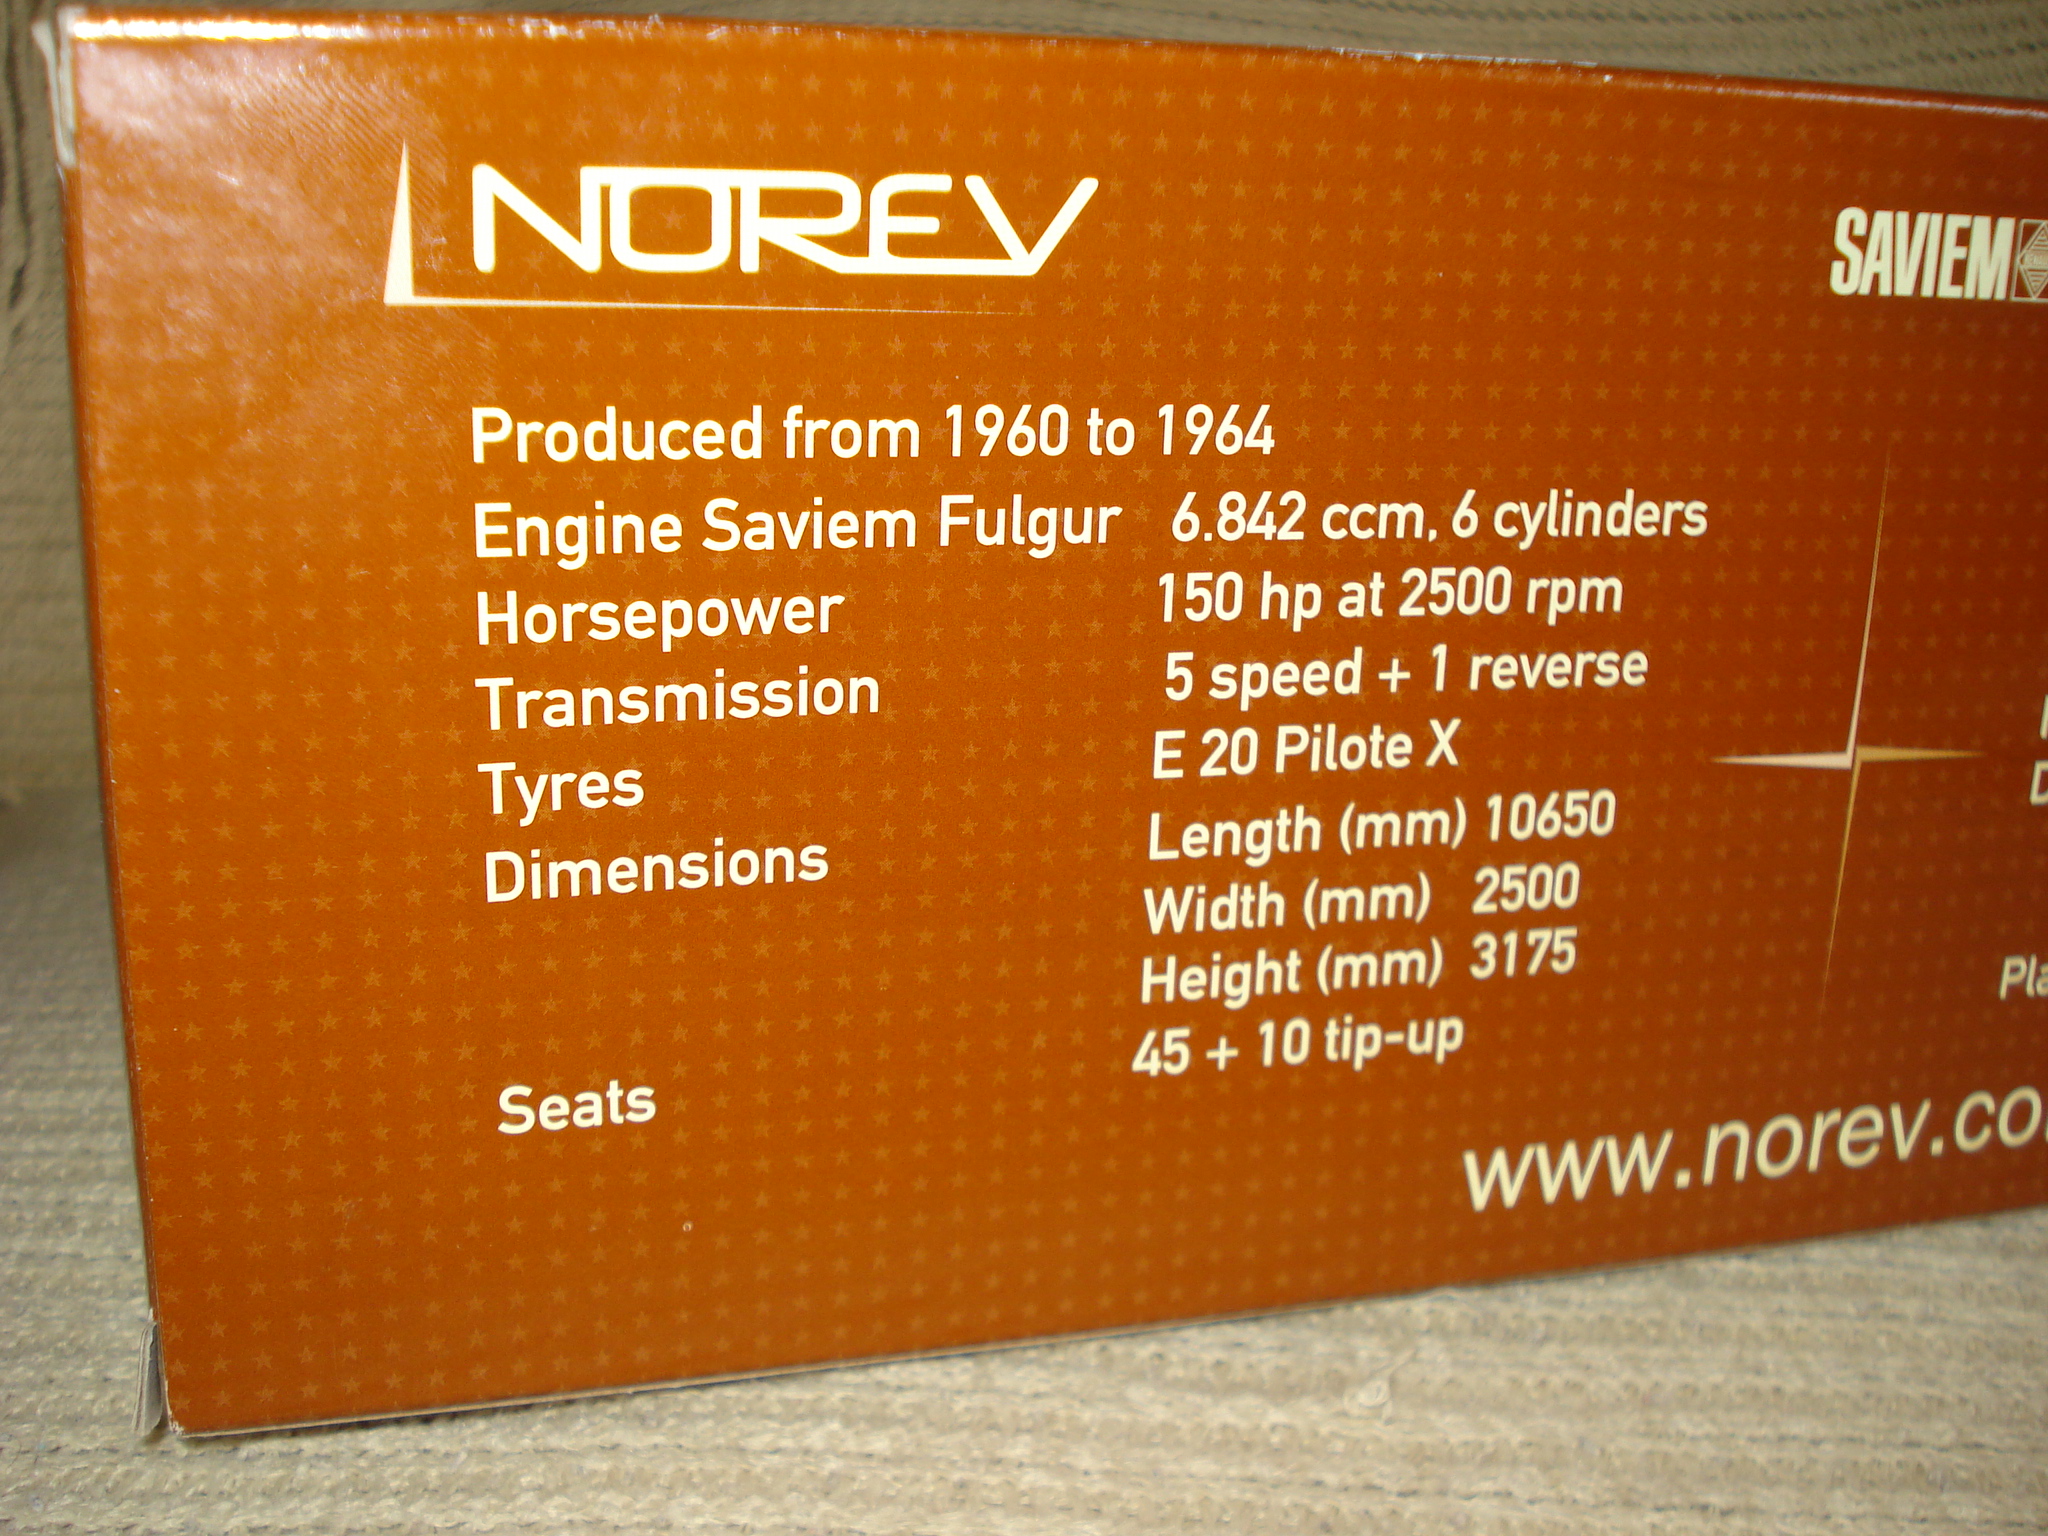 NOREV
SAVIEM
Produced from 1960 to 1964
Engine Saviem Fulgur 6.842 ccm, 6 cylinders
Horsepower 150 hp at 2500 rpm
Transmission 5 speed + 1 reverse
Tyres E 20 Pilote X
Dimensions Length (mm) 10650
Width (mm) 2500
Height (mm) 3175
Seats 45 + 10 tip-up
www.norev.co